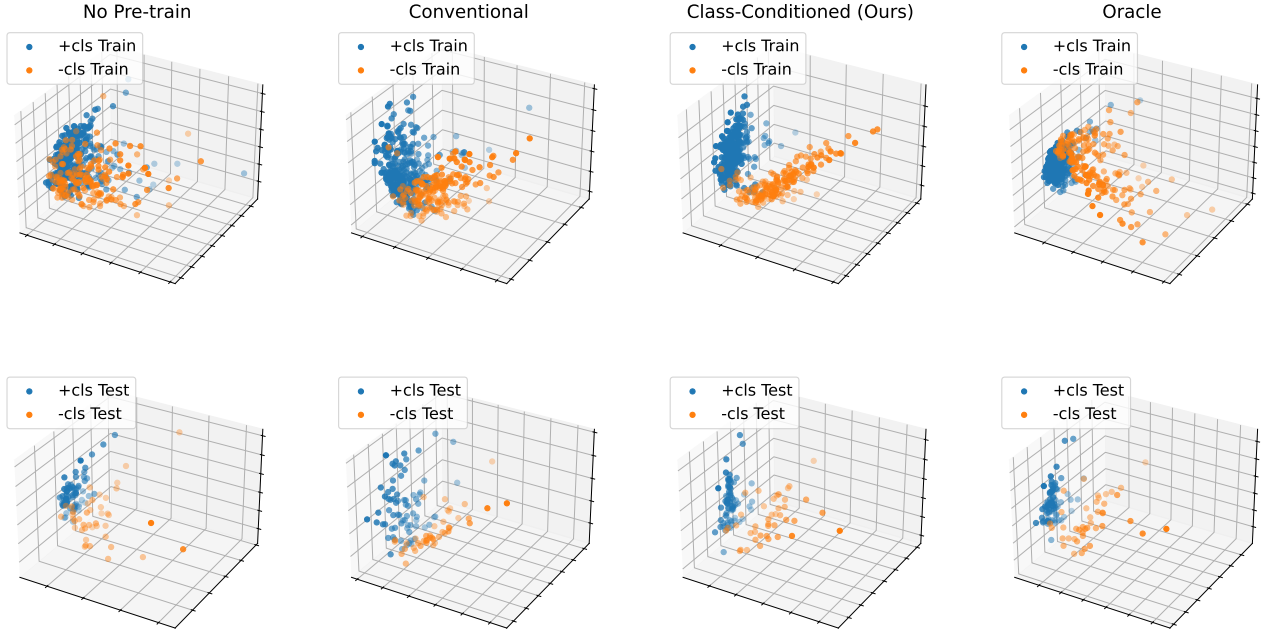 No Pre-train
Conventional
Class-Conditioned (Ours)
Oracle
+cls Train
-cls Train
+cls Train
-cls Train
+cls Train
-cls Train
+cls Train
-cls Train
+cls Test
-cls Test
+cls Test
-cls Test
+cls Test
-cls Test
+cls Test
-cls Test